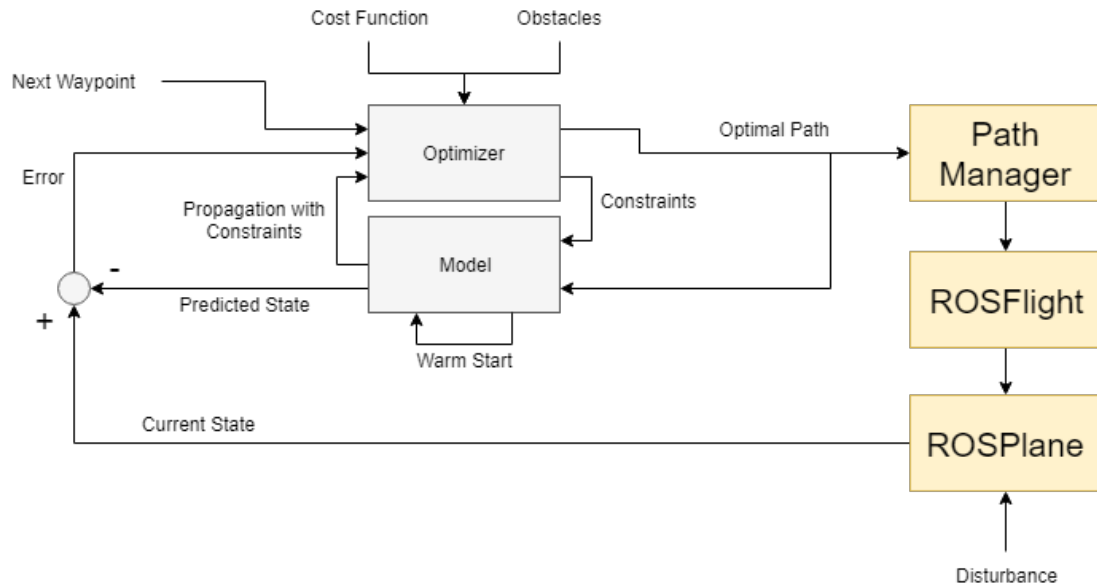 Cost Function
Obstacles
Next Waypoint
Optimizer
Optimal Path
Path
Manager
Error
Propagation with
Constraints
Constraints
Model
-
Predicted State
+
Warm Start
ROSFlight
Current State
ROSPlane
Disturbance